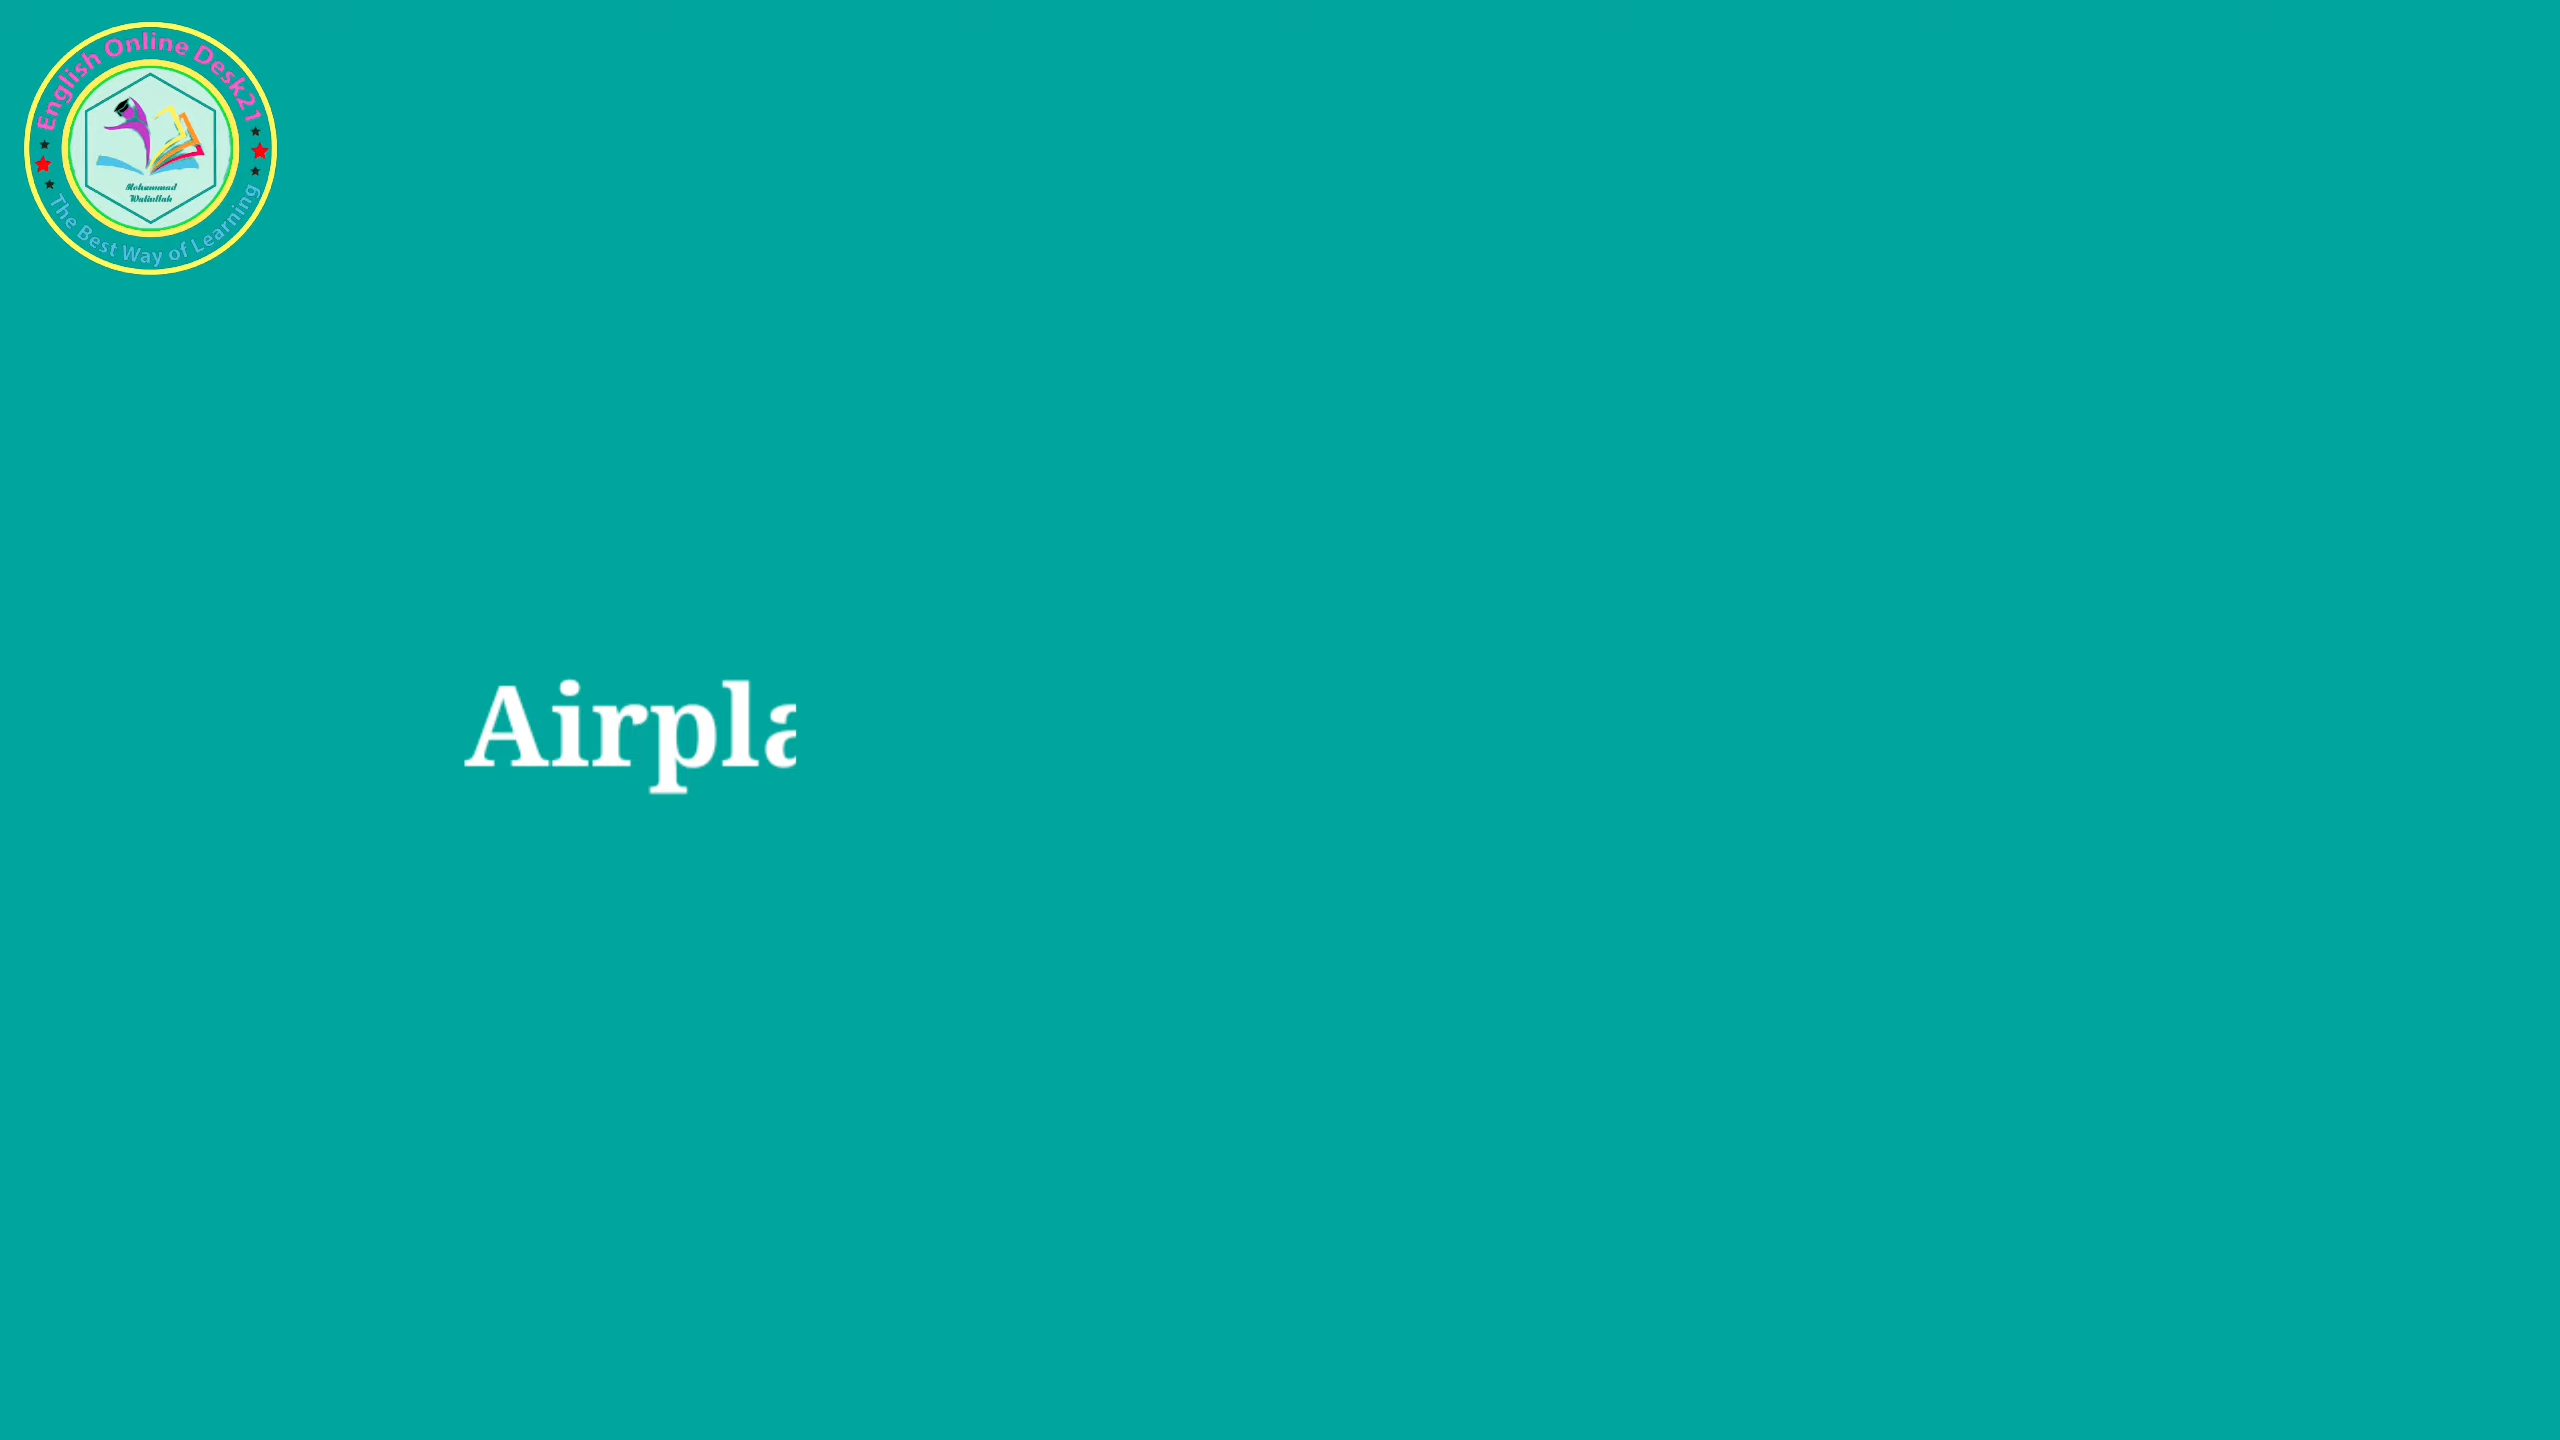 English Online Desk21
Mohammad
Waliullah
The Best Way of Learning
Airpla